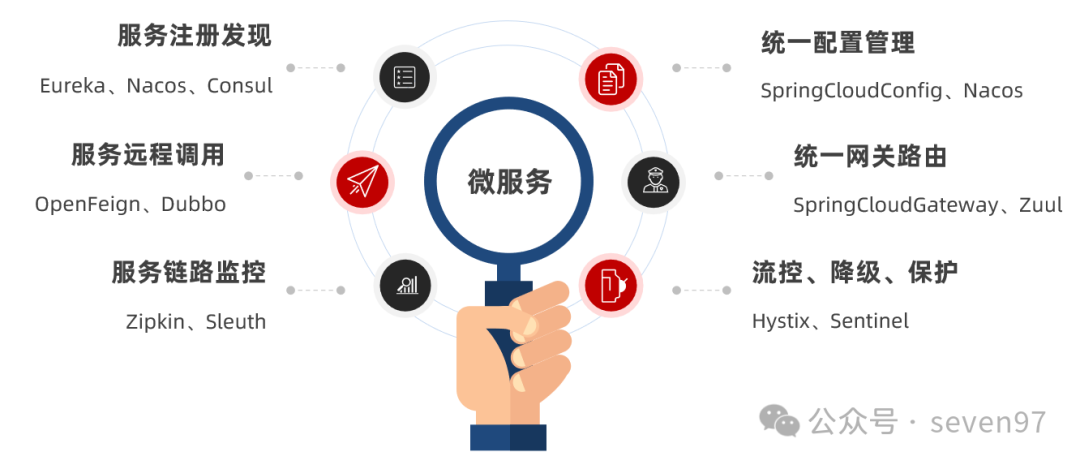 服务注册发现
Eureka、Nacos、Consul
服务远程调用
OpenFeign、Dubbo
服务链路监控
Zipkin、Sleuth
微服务
统一配置管理
SpringCloudConfig、Nacos
统一网关路由
SpringCloudGateway、Zuul
流控、降级、保护
Hystix、Sentinel
公众号 · seven97